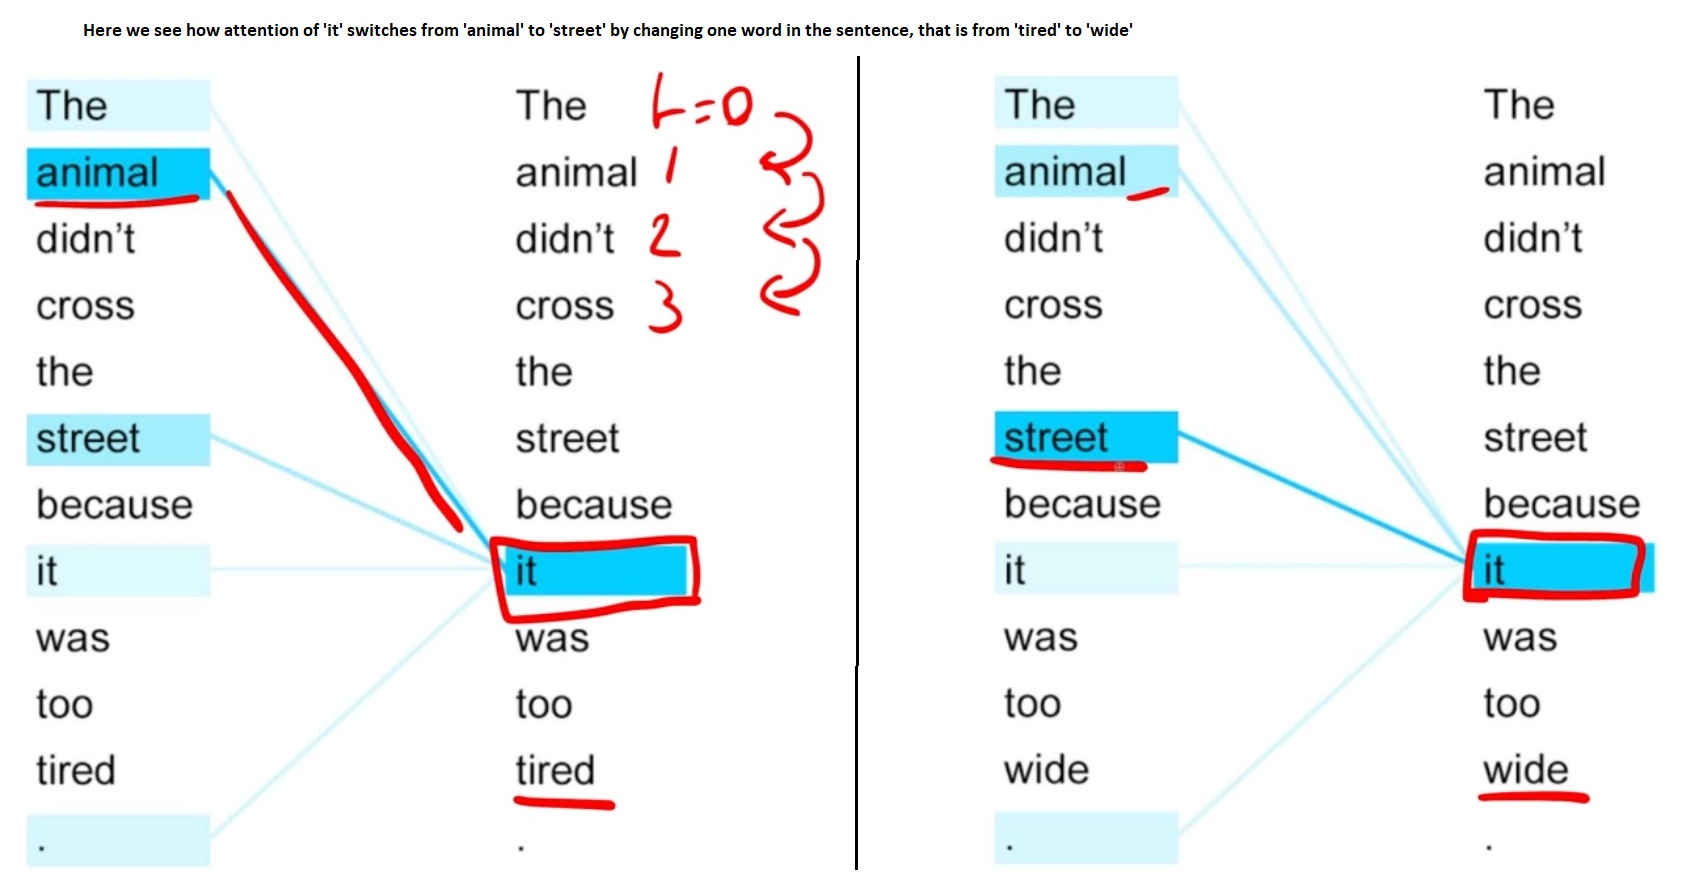 Here we see how attention of 'it' switches from 'animal' to 'street' by changing one word in the sentence, that is from 'tired' to 'wide'
The
animal
didn't
cross
the
street
because
it
was
too
tired
.
The t=0
animal 1
didn't 2
cross 3
the
street
because
it
was
too
tired
.
The
animal
didn't
cross
the
street
because
it
was
too
wide
.
The
animal
didn't
cross
the
street
because
it
was
too
wide
.